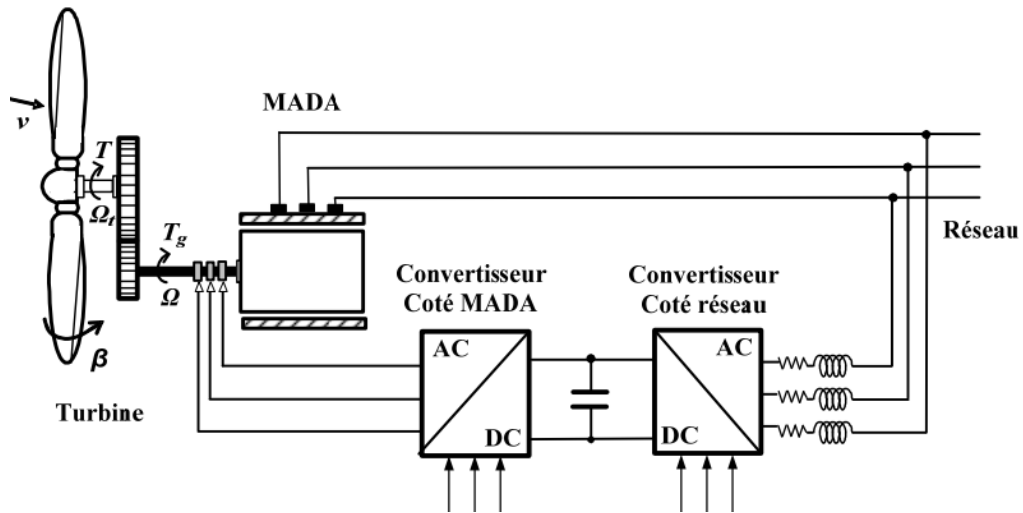 MADA
v
T
Ωt
Tg
Ω
β
Turbine
Réseau
Convertisseur
Coté MADA
Convertisseur
Coté réseau
AC
DC
AC
DC